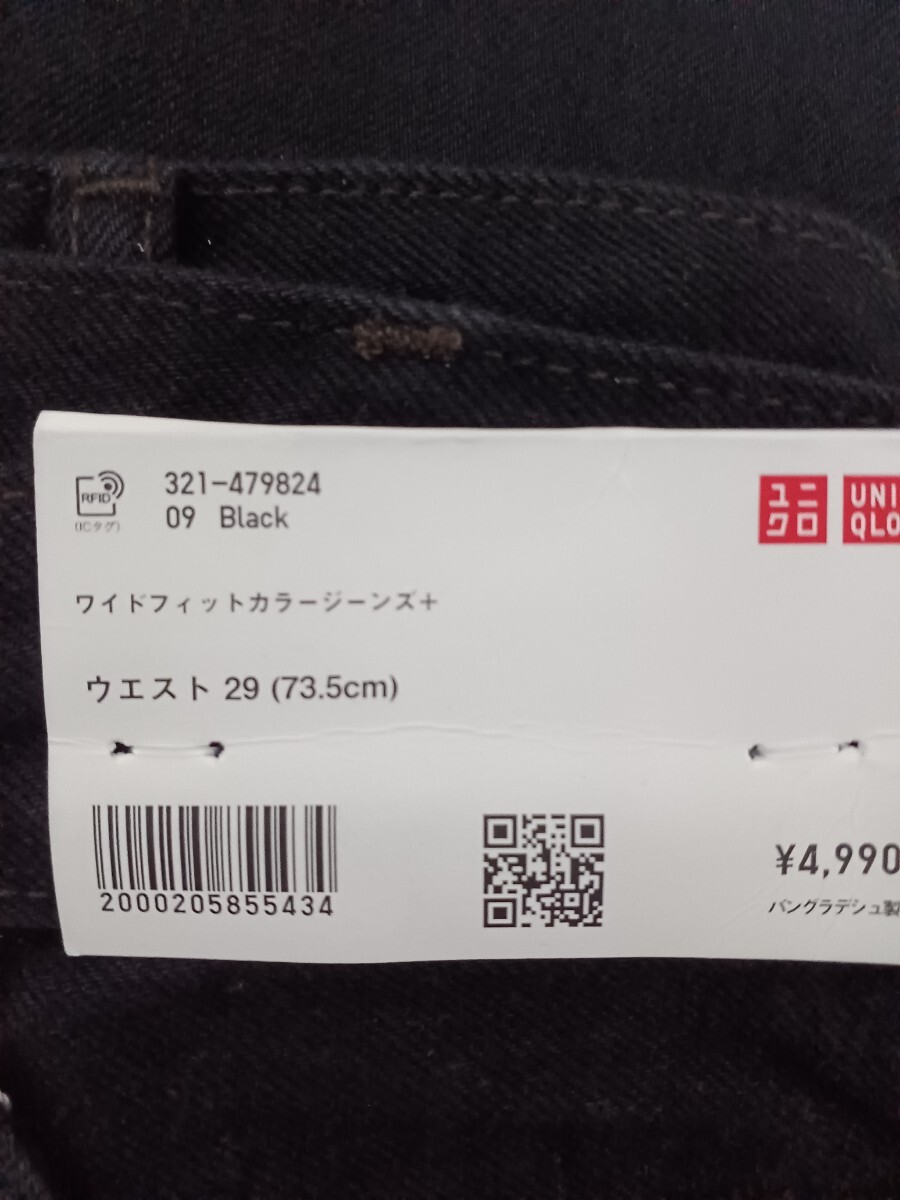 RFID
(ICタグ)
321-479824
09 Black
ユニ
クロ
UNI
QLO
ワイドフィットカラージーンズ+
ウエスト 29 (73.5cm)
2000205855434
¥4,990
バングラデシュ製